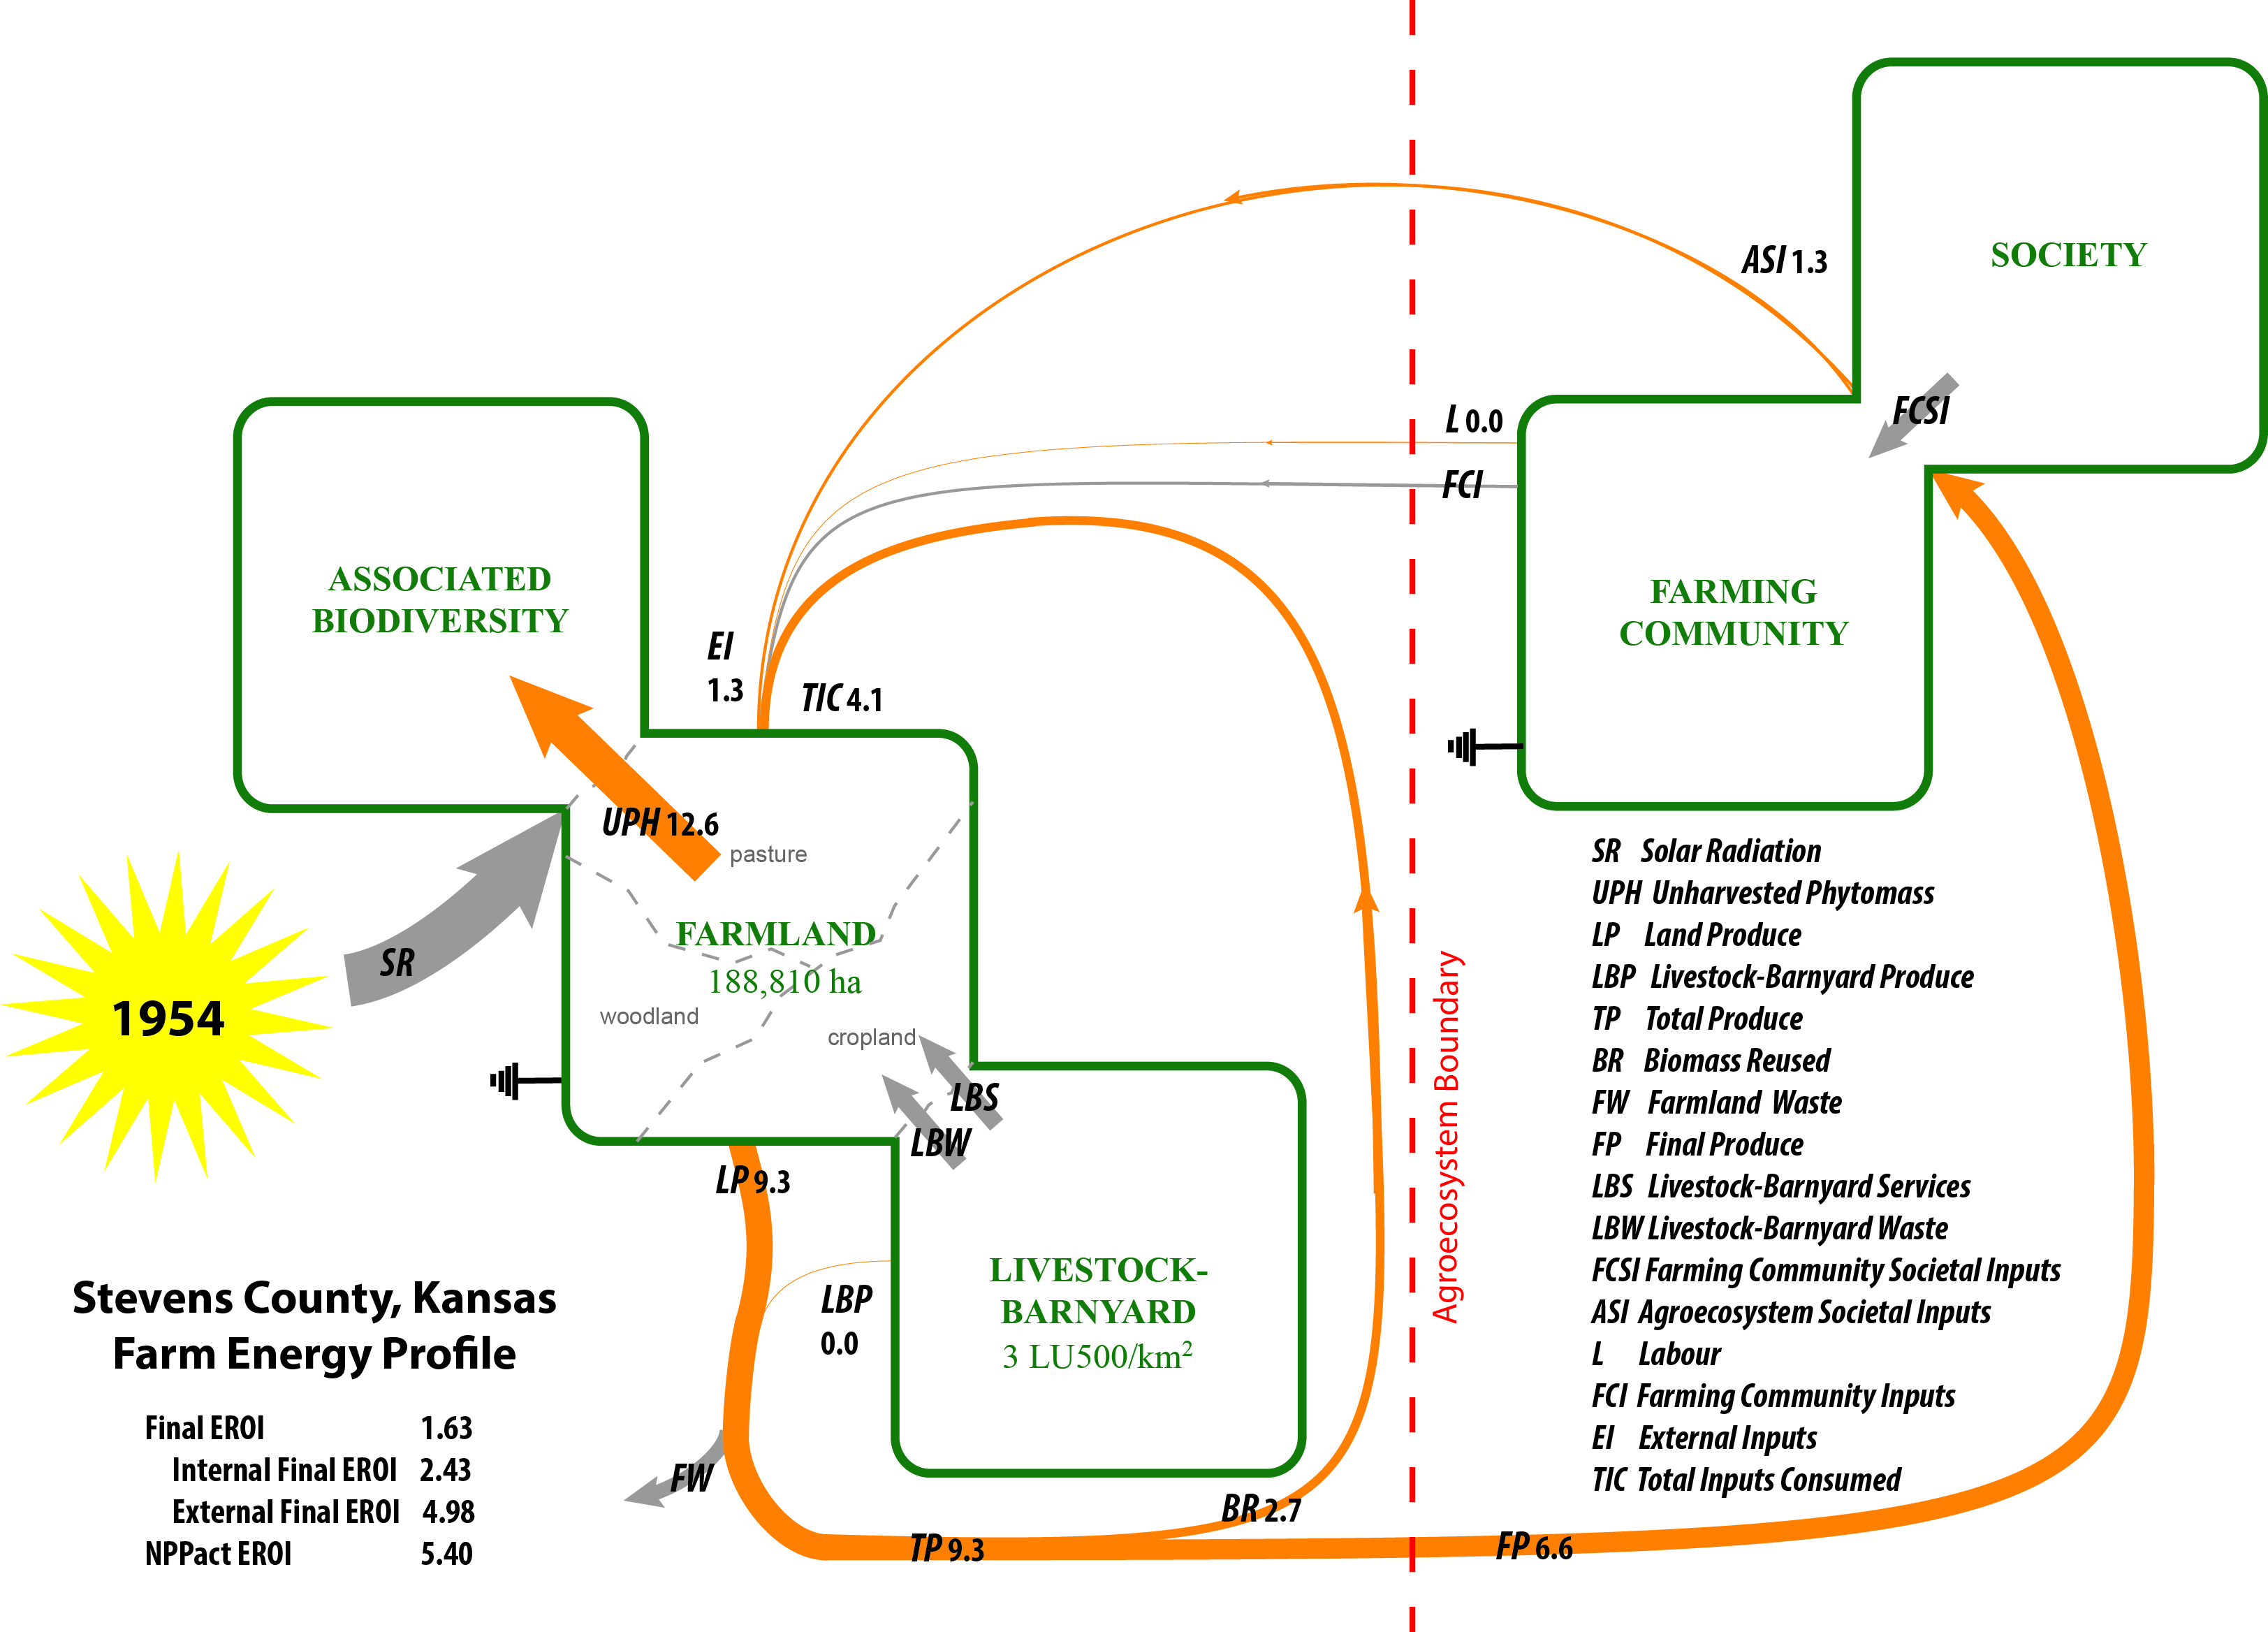 SOCIETY
ASI 1.3
FCSI
L 0.0
FCI
ASSOCIATED
BIODIVERSITY
FARMING
COMMUNITY
EI
1.3
TIC 4.1
UPH 12.6
pasture
FARMLAND
188,810 ha
woodland
cropland
SR
1954
LBS
LBW
LP 9.3
LBP
0.0
LIVESTOCK-
BARNYARD
3 LU500/km²
FW
BR 2.7
TP 9.3
FP 6.6
Agroecosystem Boundary
SR Solar Radiation
UPH Unharvested Phytomass
LP Land Produce
LBP Livestock-Barnyard Produce
TP Total Produce
BR Biomass Reused
FW Farmland Waste
FP Final Produce
LBS Livestock-Barnyard Services
LBW Livestock-Barnyard Waste
FCSI Farming Community Societal Inputs
ASI Agroecosystem Societal Inputs
L Labour
FCI Farming Community Inputs
EI External Inputs
TIC Total Inputs Consumed
Stevens County, Kansas
Farm Energy Profile
Final EROI 1.63
Internal Final EROI 2.43
External Final EROI 4.98
NPPact EROI 5.40